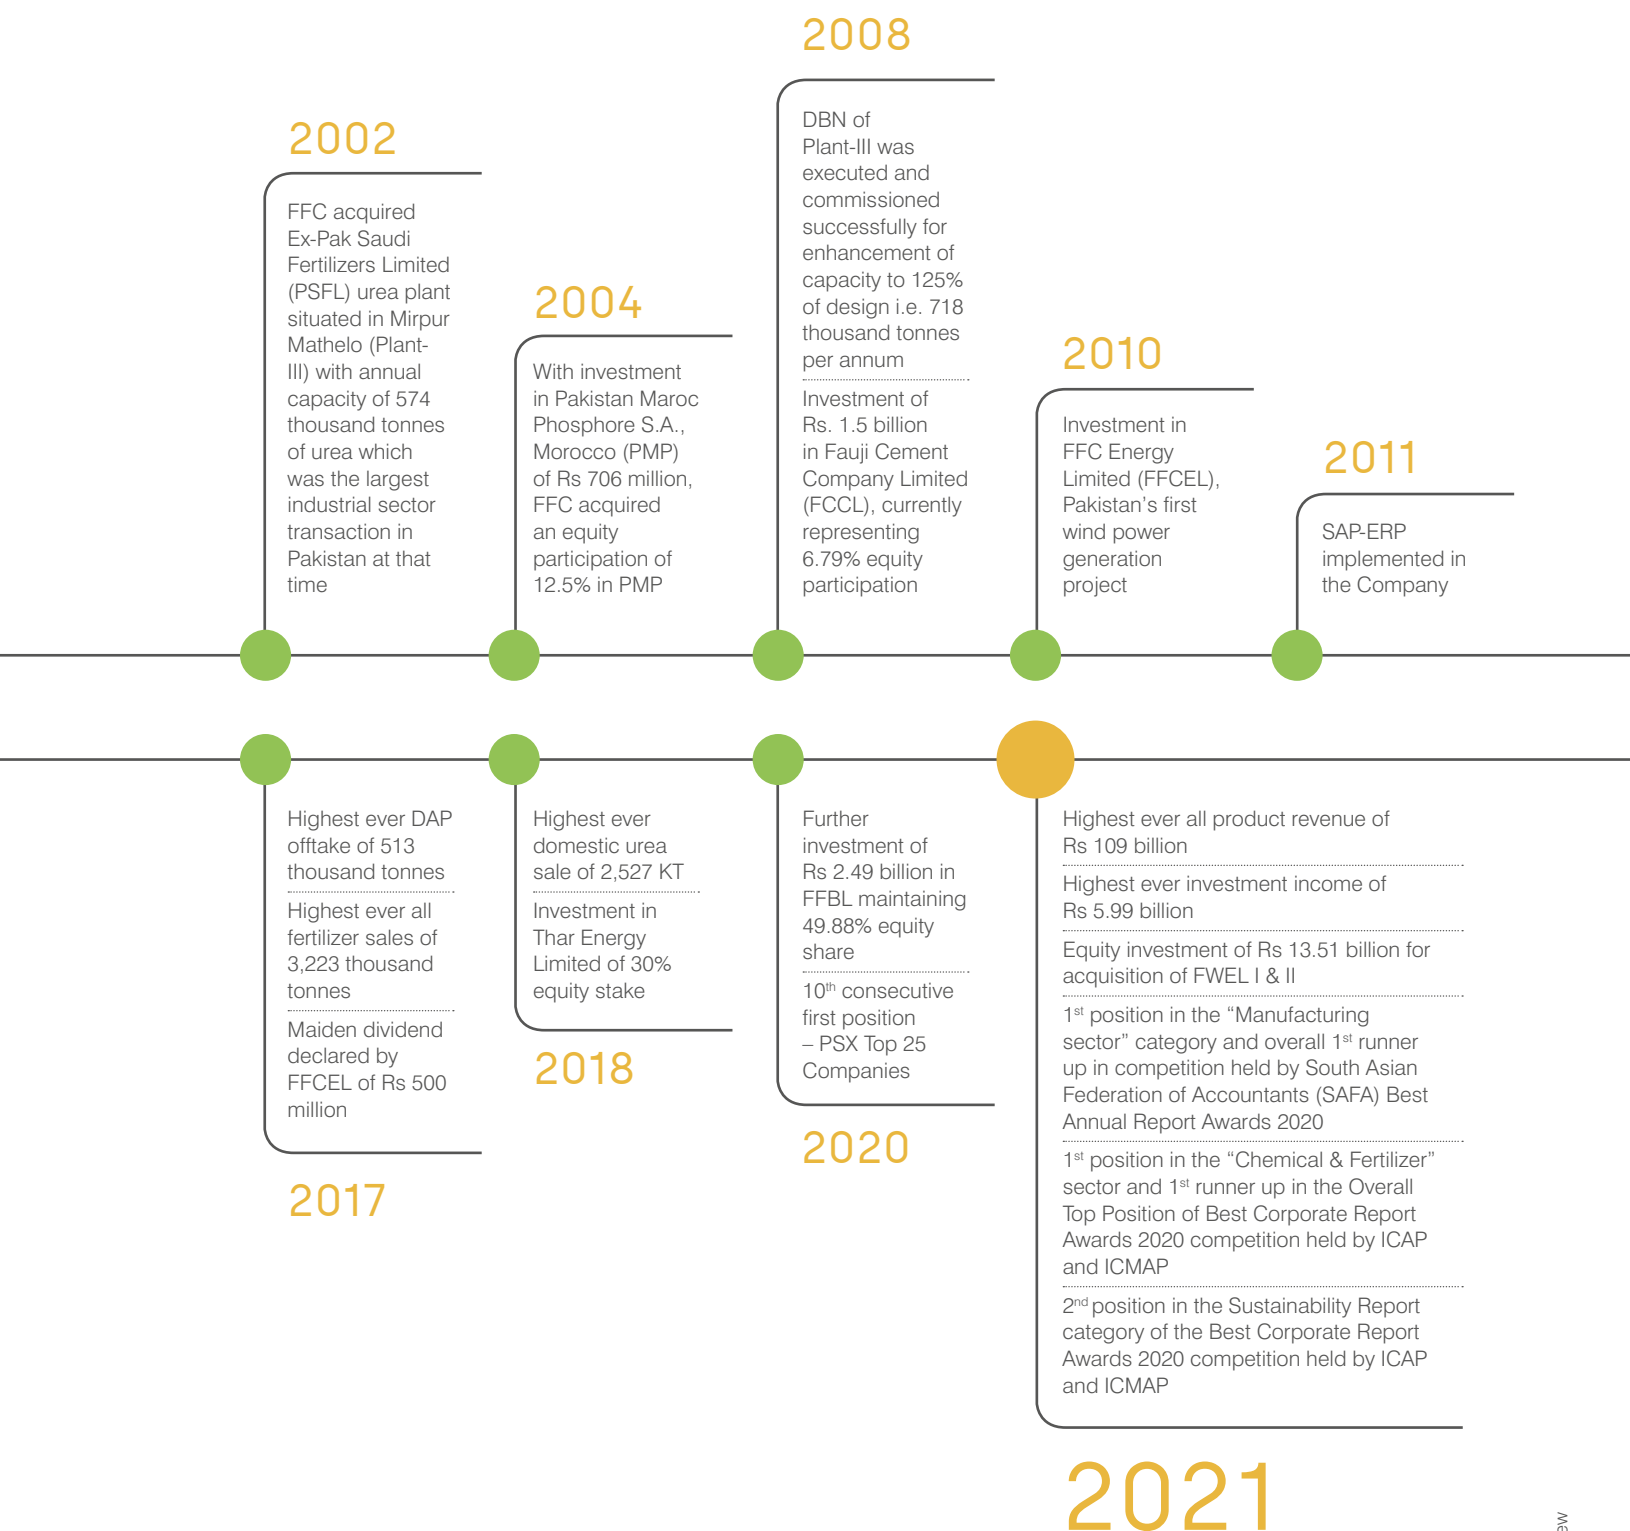 2002
FFC acquired
Ex-Pak Saudi
Fertilizers Limited
(PSFL) urea plant
situated in Mirpur
Mathelo (Plant-
III) with annual
capacity of 574
thousand tonnes
of urea which
was the largest
industrial sector
transaction in
Pakistan at that
time
2004
With investment
in Pakistan Maroc
Phosphore S.A.,
Morocco (PMP)
of Rs 706 million,
FFC acquired
an equity
participation of
12.5% in PMP
2008
DBN of
Plant-III was
executed and
commissioned
successfully for
enhancement of
capacity to 125%
of design i.e. 718
thousand tonnes
per annum
Investment of
Rs. 1.5 billion
in Fauji Cement
Company Limited
(FCCL), currently
representing
6.79% equity
participation
2010
Investment in
FFC Energy
Limited (FFCEL),
Pakistan's first
wind power
generation
project
2011
SAP-ERP
implemented in
the Company
Highest ever DAP
offtake of 513
thousand tonnes
Highest ever all
fertilizer sales of
3,223 thousand
tonnes
Maiden dividend
declared by
FFCEL of Rs 500
million
2017
Highest ever
domestic urea
sale of 2,527 KT
Investment in
Thar Energy
Limited of 30%
equity stake
2018
Further
investment of
Rs 2.49 billion in
FFBL maintaining
49.88% equity
share
10th consecutive
first position
– PSX Top 25
Companies
2020
Highest ever all product revenue of
Rs 109 billion
Highest ever investment income of
Rs 5.99 billion
Equity investment of Rs 13.51 billion for
acquisition of FWEL I & II
1st position in the “Manufacturing
sector” category and overall 1st runner
up in competition held by South Asian
Federation of Accountants (SAFA) Best
Annual Report Awards 2020
1st position in the “Chemical & Fertilizer”
sector and 1st runner up in the Overall
Top Position of Best Corporate Report
Awards 2020 competition held by ICAP
and ICMAP
2nd position in the Sustainability Report
category of the Best Corporate Report
Awards 2020 competition held by ICAP
and ICMAP
2021